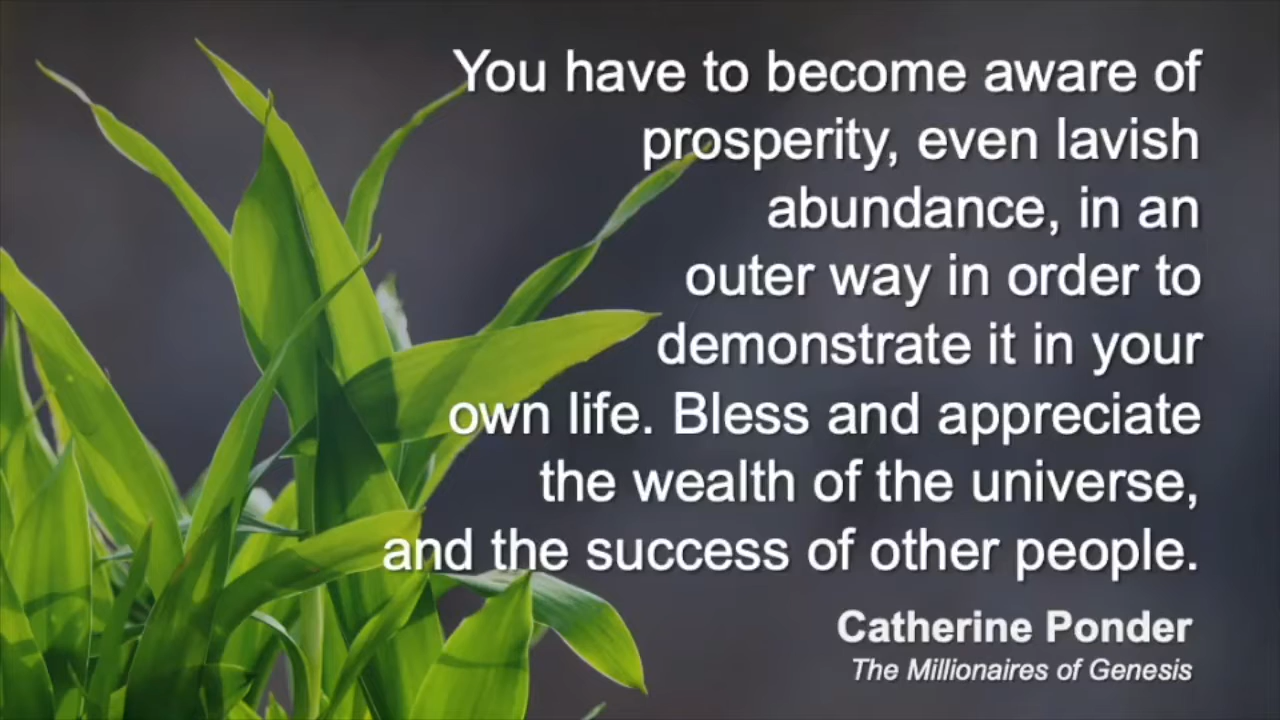 You have to become aware of
prosperity, even lavish
abundance, in an
outer way in order to
demonstrate it in your
own life. Bless and appreciate
the wealth of the universe,
and the success of other people.
Catherine Ponder
The Millionaires of Genesis